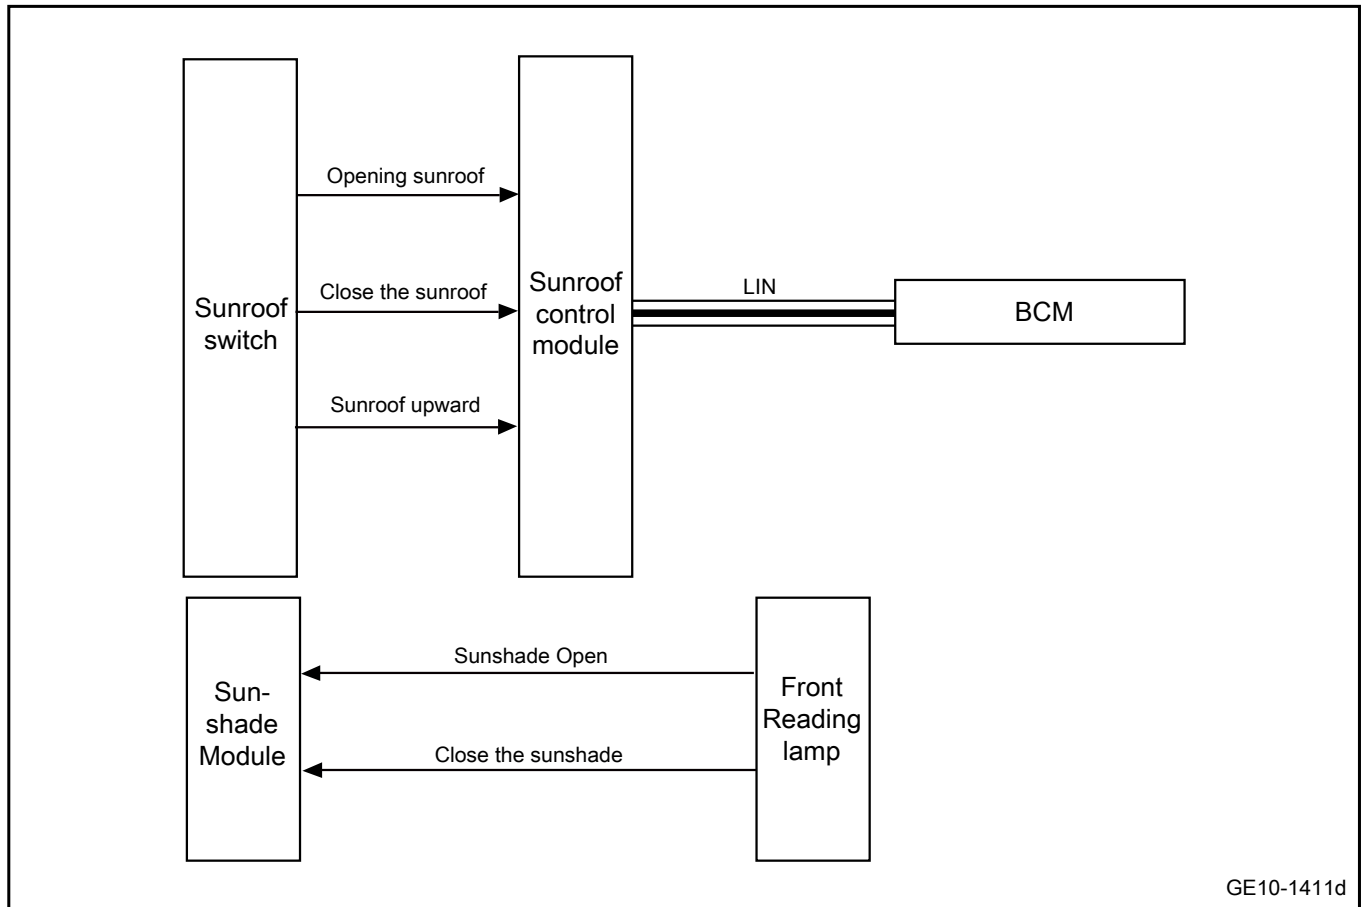 Opening sunroof
Close the sunroof
Sunroof upward
Sunroof
switch
Sunroof
control
module
LIN
BCM
Sunshade Open
Close the sunshade
Sun-
shade
Module
Front
Reading
lamp
GE10-1411d